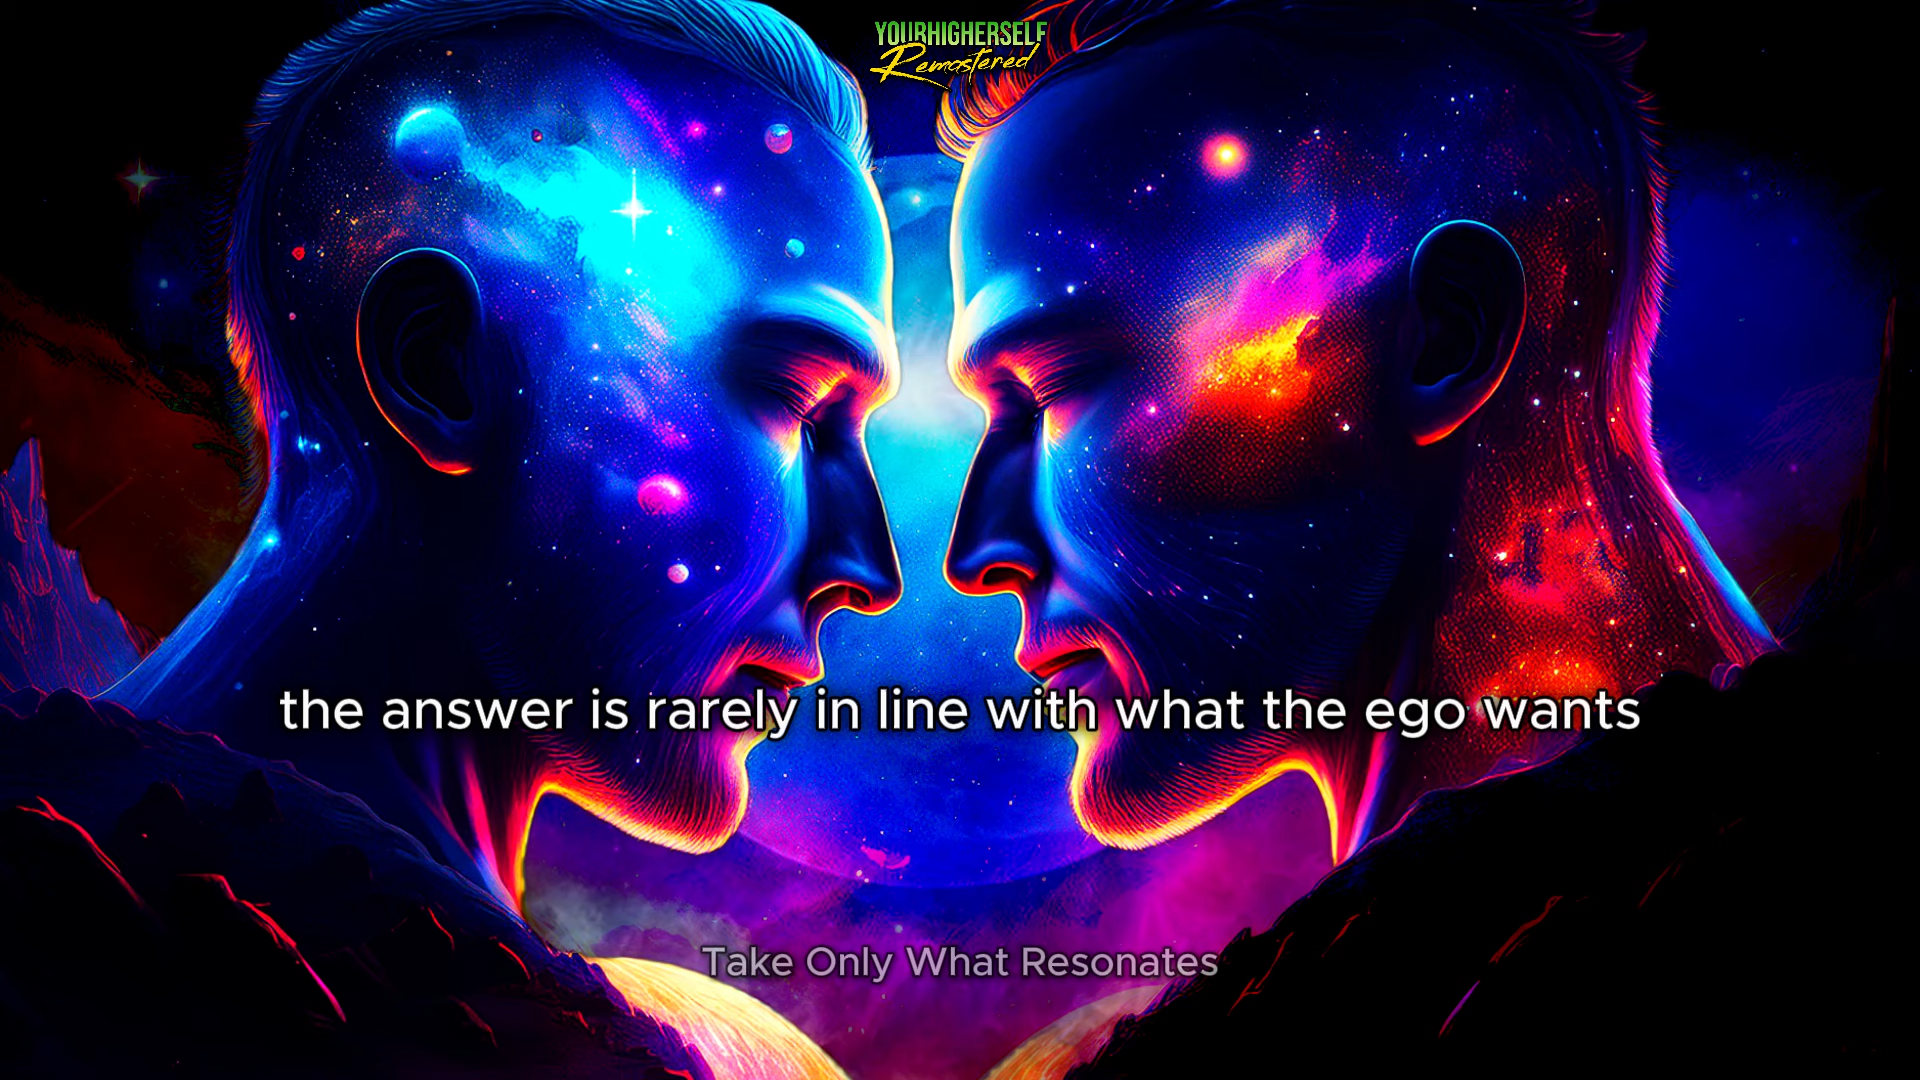 YOURHIGHERSELF
Remastered
the answer is rarely in line with what the ego wants
Take Only What Resonates